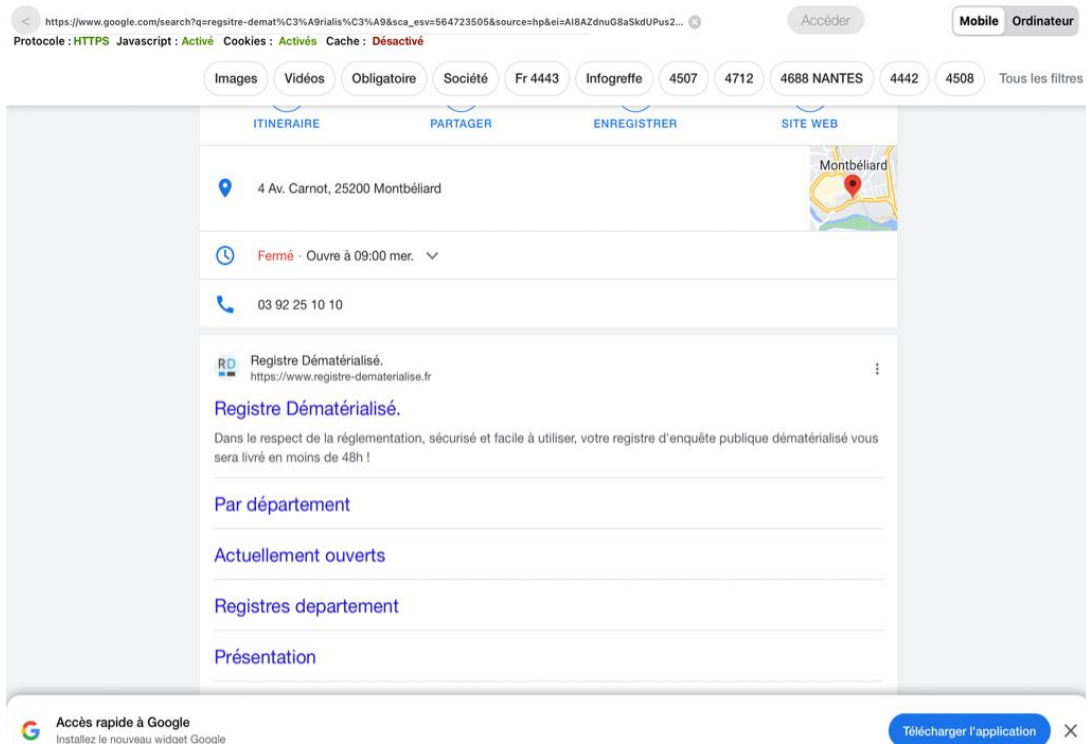 < https://www.google.com/search?q=regsitre-demat%C3%A9rialis%C3%A9&sca_esv=564723505&source=hp&ei=AI8AZdnuG8aSkdUPus2... Accéder Mobile Ordinateur
Protocole : HTTPS Javascript : Activé Cookies : Activés Cache : Désactivé
Images Vidéos Obligatoire Société Fr 4443 Infogreffe 4507 4712 4688 NANTES 4442 4508 Tous les filtres
ITINERAIRE PARTAGER ENREGISTRER SITE WEB
Montbéliard
4 Av. Carnot, 25200 Montbéliard
Fermé · Ouvre à 09:00 mer.
03 92 25 10 10
RD Registre Dématérialisé.
https://www.registre-dematerialise.fr
Registre Dématérialisé.
Dans le respect de la réglementation, sécurisé et facile à utiliser, votre registre d'enquête publique dématérialisé vous
sera livré en moins de 48h !
Par département
Actuellement ouverts
Registres departement
Présentation
G Accès rapide à Google
Installez le nouveau widget Google
Télécharger l'application